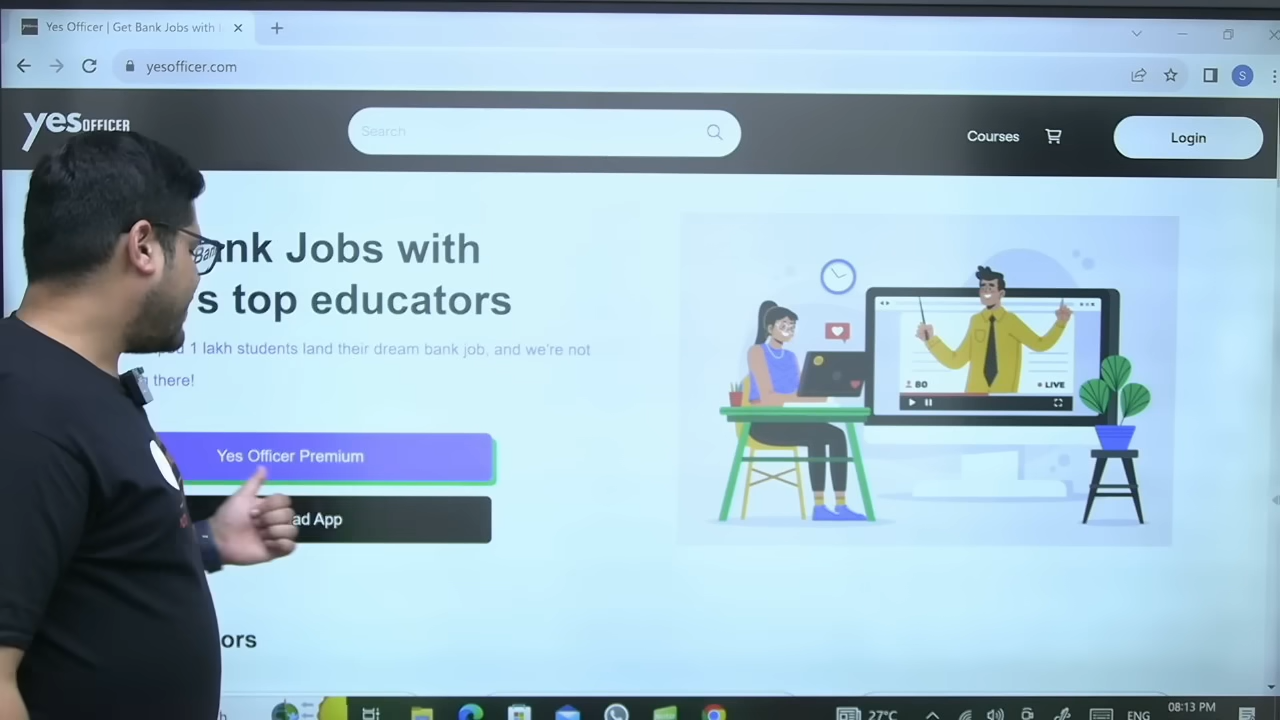 Yes Officer | Get Bank Jobs with
yesofficer.com
S
yes OFFICER
Search
Courses
Login
nk Jobs with
s top educators
1 lakh students land their dream bank job, and we're not
there!
80
LIVE
Yes Officer Premium
ad App
ors
27°C
ENG
08:13 PM